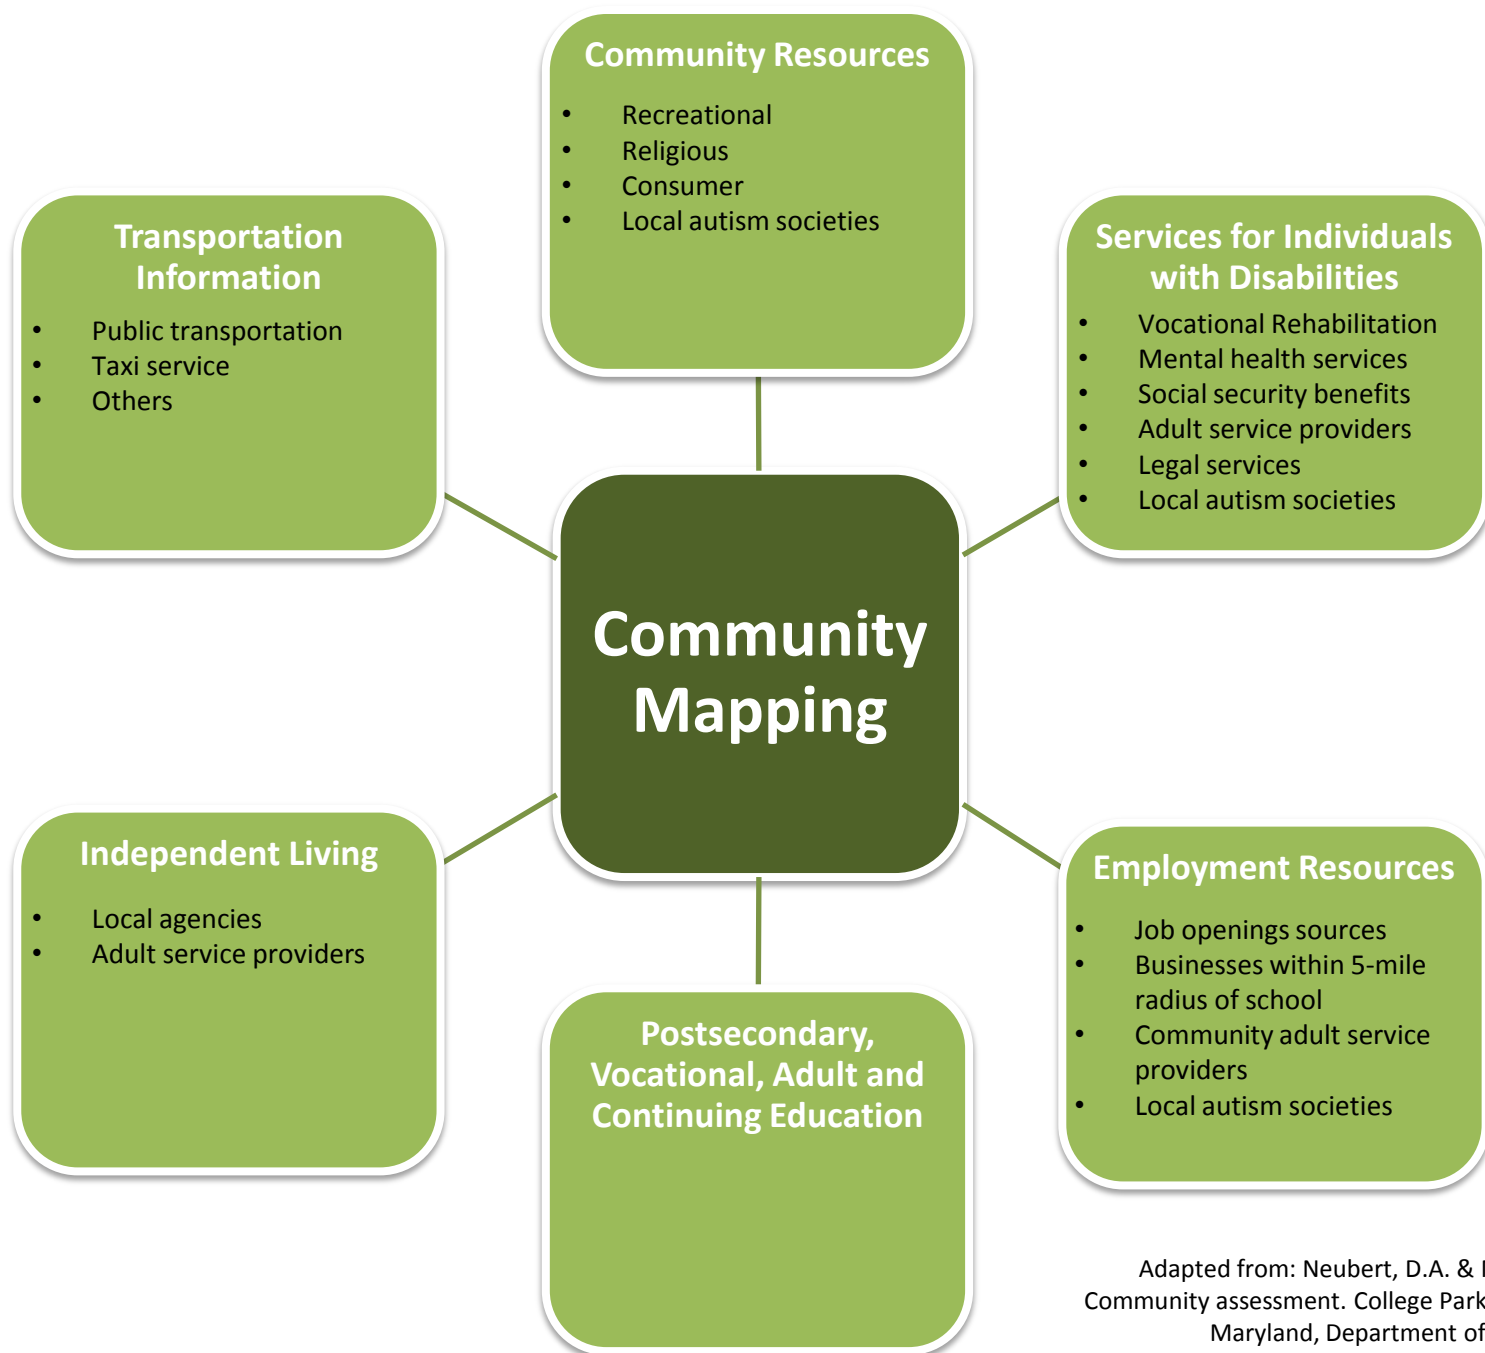 Community Resources
• Recreational
• Religious
• Consumer
• Local autism societies
Transportation
Information
• Public transportation
• Taxi service
• Others
Services for Individuals
with Disabilities
• Vocational Rehabilitation
• Mental health services
• Social security benefits
• Adult service providers
• Legal services
• Local autism societies
Community
Mapping
Independent Living
• Local agencies
• Adult service providers
Employment Resources
• Job openings sources
• Businesses within 5-mile
radius of school
• Community adult service
providers
• Local autism societies
Postsecondary,
Vocational, Adult and
Continuing Education
Adapted from: Neubert, D.A. &
Community assessment. College Park
Maryland, Department of